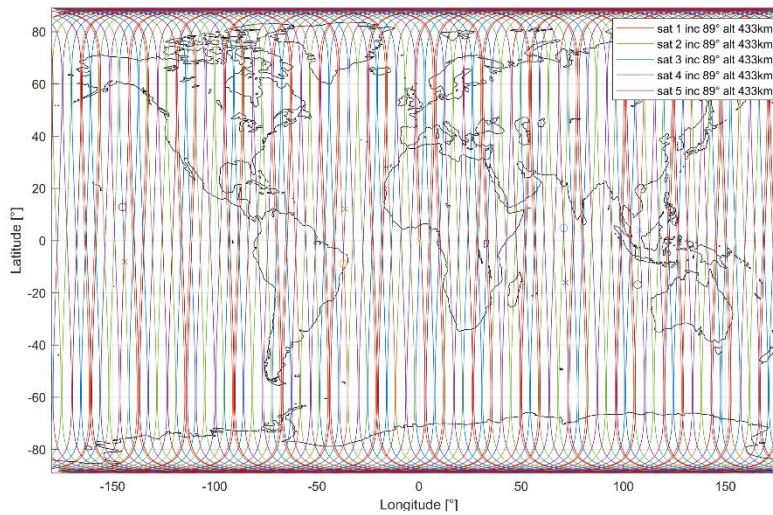 sat 1 inc 89° alt 433km
sat 2 inc 89° alt 433km
sat 3 inc 89° alt 433km
sat 4 inc 89° alt 433km
sat 5 inc 89° alt 433km
80
60
40
20
0
-20
-40
-60
-80
Latitude [°]
-150
-100
-50
0
50
100
150
Longitude [°]